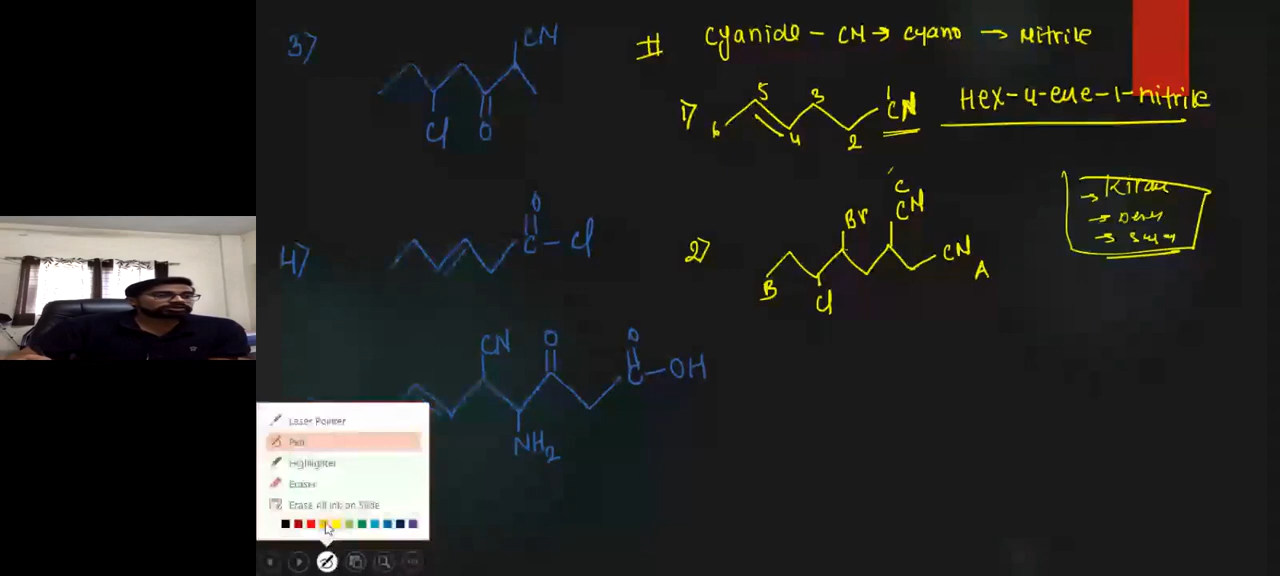 3)
CN
Cl
O
4)
O
C - Cl
CN
O
O
C - OH
NH2
# Cyanide - CN → Cyano → Nitrile
1)
6
5
4
3
2
1
CN
Hex-4-ene-1-nitrile
2)
B
Cl
Br
C
CN
CN
A
Laser Pointer
Pen
Highlighter
Eraser
Erase All Ink on Slide